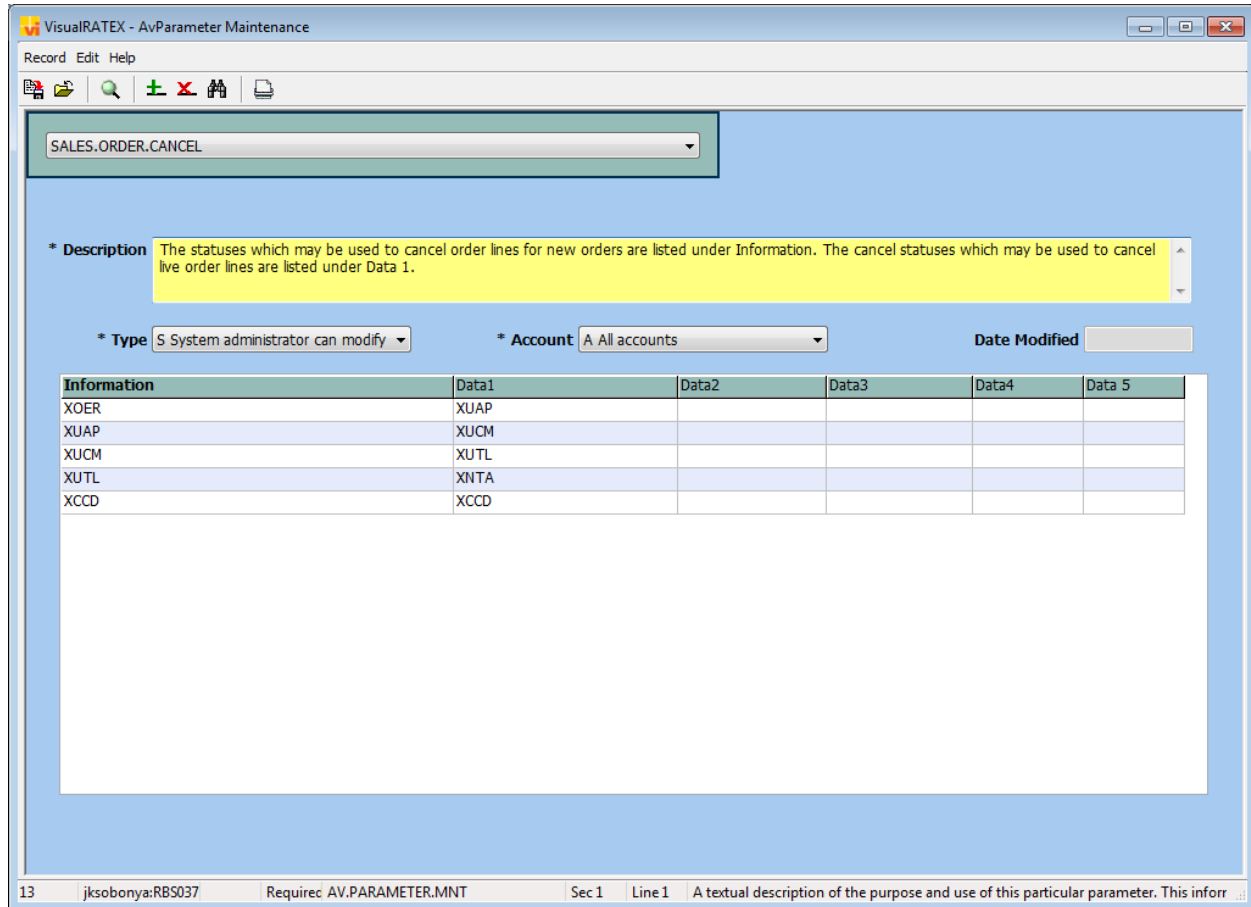 VisualRATEX - AvParameter Maintenance
Record Edit Help
SALES.ORDER.CANCEL
* Description The statuses which may be used to cancel order lines for new orders are listed under Information. The cancel statuses which may be used to cancel
live order lines are listed under Data 1.
* Type S System administrator can modify * Account A All accounts Date Modified
Information Data1 Data2 Data3 Data4 Data 5
XOER XUAP
XUAP XUCM
XUCM XUTL
XUTL XNTA
XCCD XCCD
13 jksobonya:RBS037 Required AV.PARAMETER.MNT Sec 1 Line 1 A textual description of the purpose and use of this particular parameter. This inforr